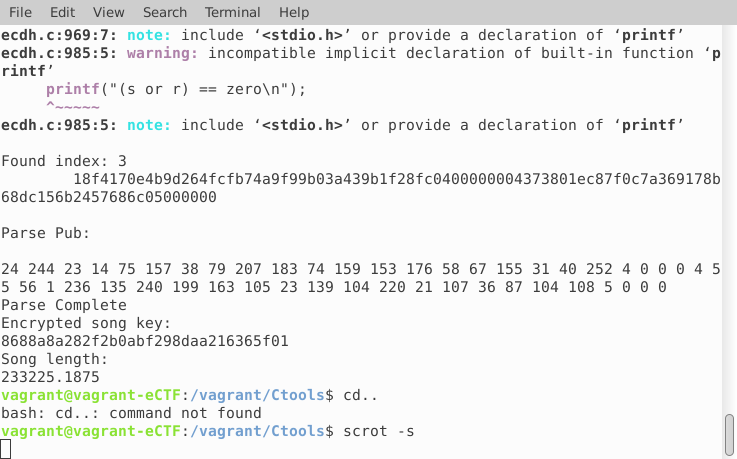 File Edit View Search Terminal Help
ecdh.c:969:7: note: include ‘<stdio.h>’ or provide a declaration of ‘printf’
ecdh.c:985:5: warning: incompatible implicit declaration of built-in function ‘p
rintf’
     printf("(s or r) == zero\n");
     ^~~~~~
ecdh.c:985:5: note: include ‘<stdio.h>’ or provide a declaration of ‘printf’
Found index: 3
        18f4170e4b9d264fcfb74a9f99b03a439b1f28fc0400000004373801ec87f0c7a369178b
68dc156b2457686c05000000
Parse Pub:
24 244 23 14 75 157 38 79 207 183 74 159 153 176 58 67 155 31 40 252 4 0 0 0 4 5
5 56 1 236 135 240 199 163 105 23 139 104 220 21 107 36 87 104 108 5 0 0 0
Parse Complete
Encrypted song key:
8688a8a282f2b0abf298daa216365f01
Song length:
233225.1875
vagrant@vagrant-eCTF:/vagrant/Ctools$ cd..
bash: cd..: command not found
vagrant@vagrant-eCTF:/vagrant/Ctools$ scrot -s